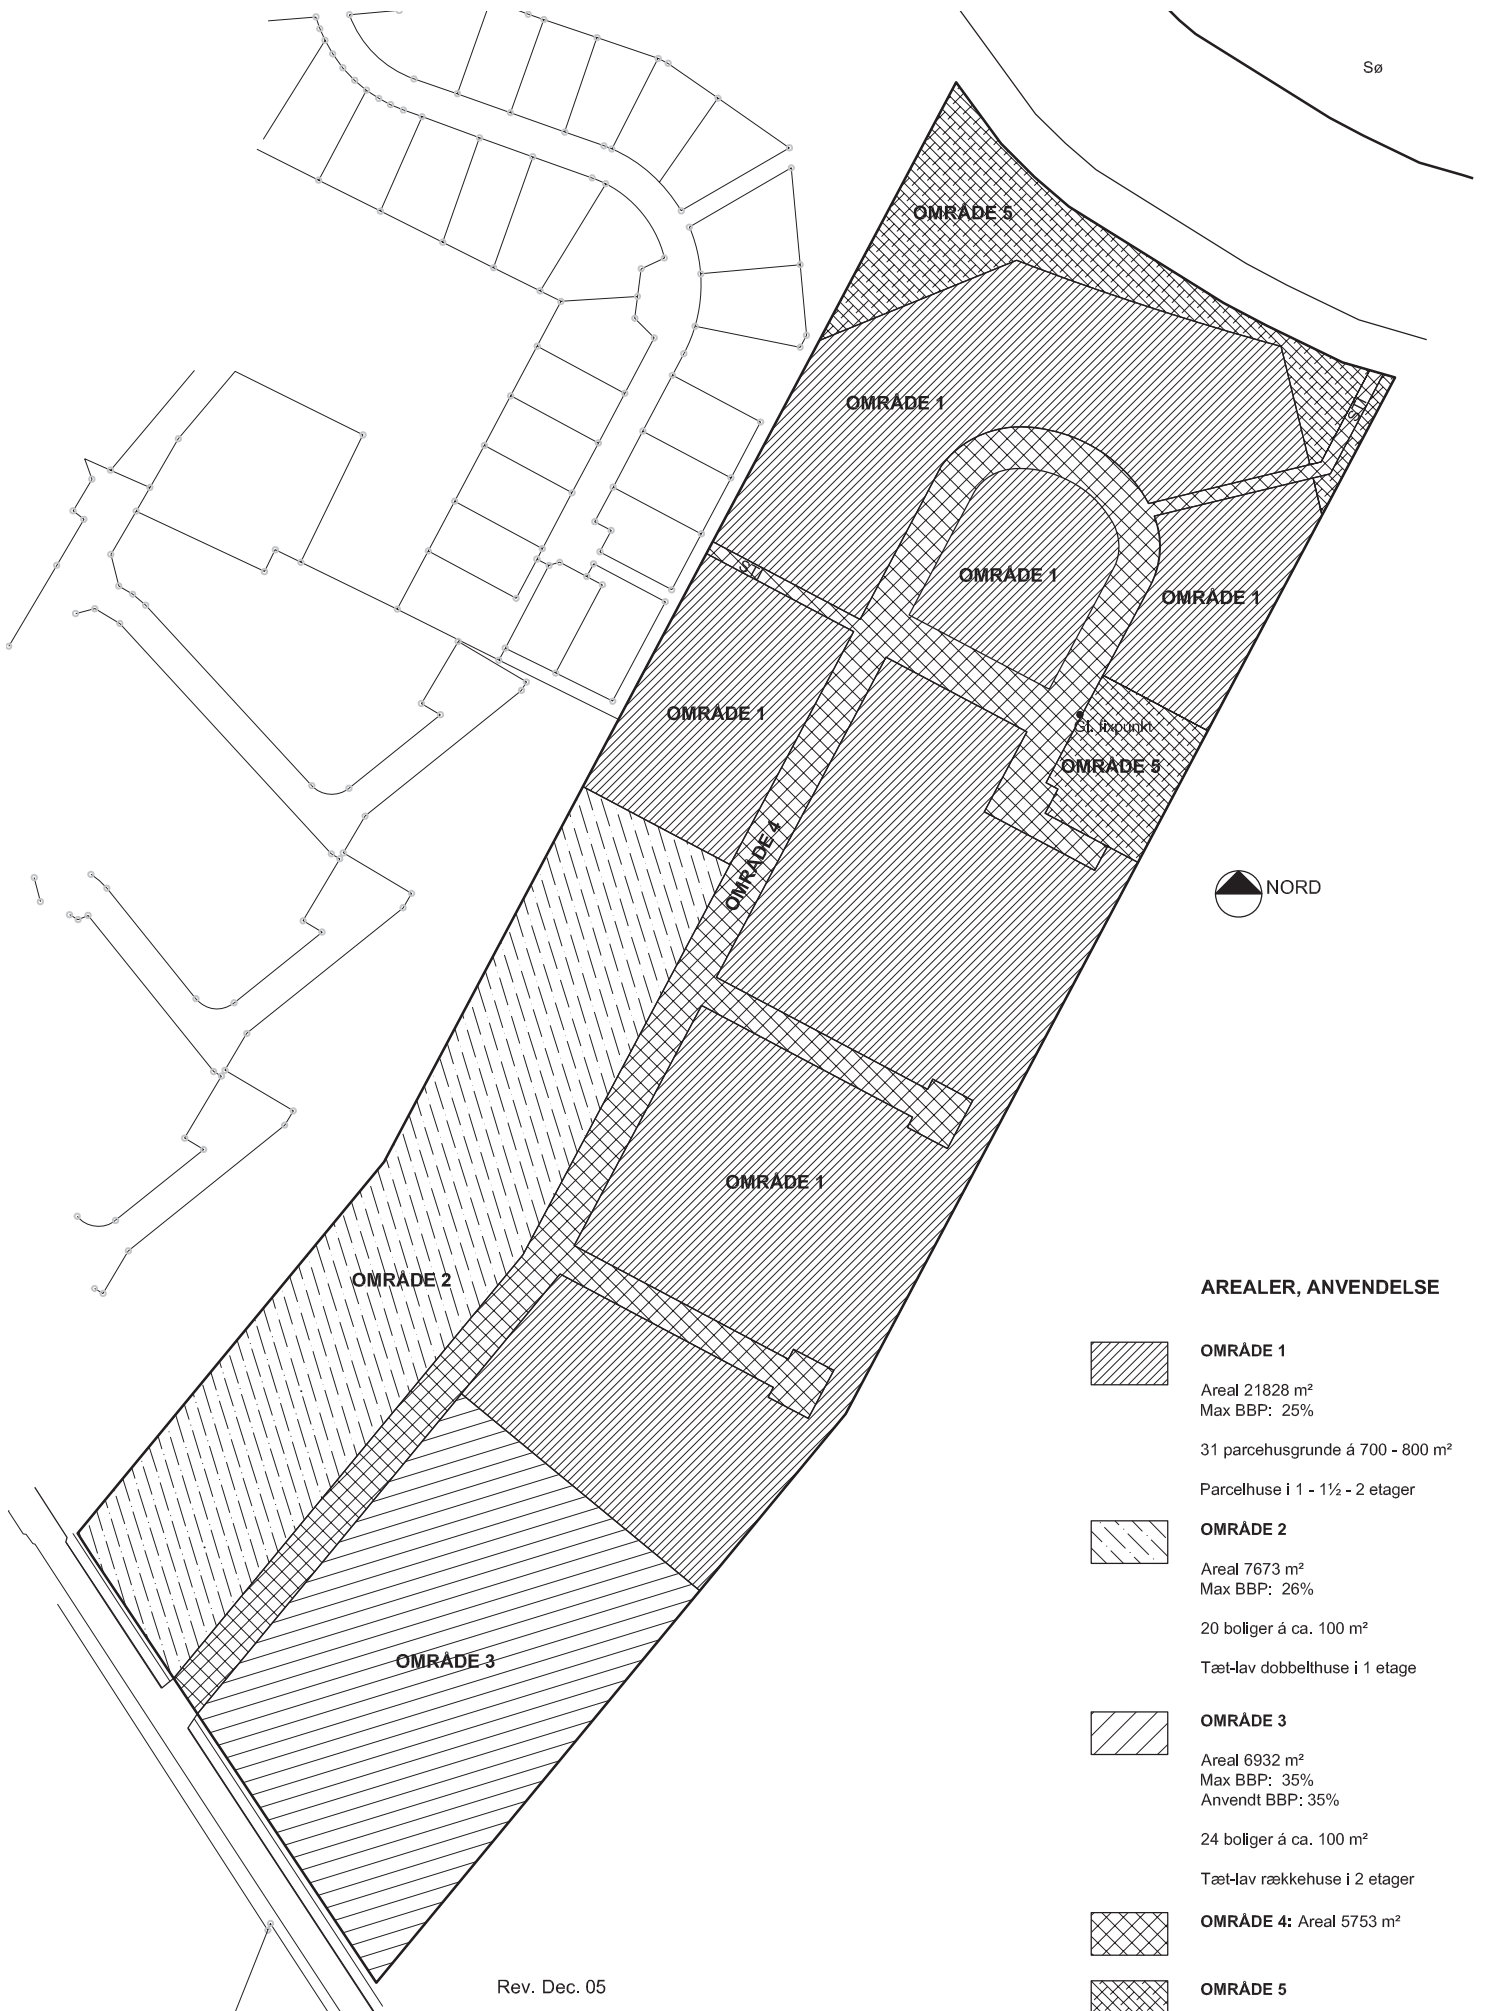 Sø
OMRÅDE 5
OMRÅDE 1
STI
STI
OMRÅDE 1
OMRÅDE 1
OMRÅDE 1
Gl. fixpunkt
OMRÅDE 5
OMRÅDE 4
NORD
OMRÅDE 1
OMRÅDE 2
OMRÅDE 3
AREALER, ANVENDELSE
OMRÅDE 1
Areal 21828 m²
Max BBP: 25%
31 parcehusgrunde á 700 - 800 m²
Parcelhuse i 1 - 1½ - 2 etager
OMRÅDE 2
Areal 7673 m²
Max BBP: 26%
20 boliger á ca. 100 m²
Tæt-lav dobbelthuse i 1 etage
OMRÅDE 3
Areal 6932 m²
Max BBP: 35%
Anvendt BBP: 35%
24 boliger á ca. 100 m²
Tæt-lav rækkehuse i 2 etager
OMRÅDE 4: Areal 5753 m²
OMRÅDE 5
Rev. Dec. 05